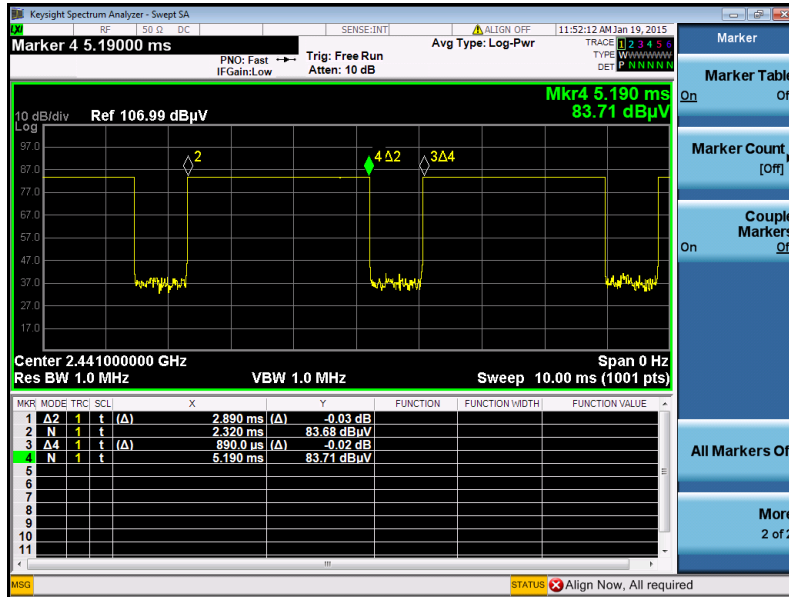 Keysight Spectrum Analyzer - Swept SA
LXI RF 50 Ω DC SENSE:INT ALIGN OFF 11:52:12 AM Jan 19, 2015
Marker 4 5.19000 ms
PNO: Fast
IFGain:Low
Trig: Free Run
Atten: 10 dB
Avg Type: Log-Pwr
TRACE 1 2 3 4 5 6
TYPE WWWWWW
DET P N N N N N
Mkr4 5.190 ms
83.71 dBµV
10 dB/div Ref 106.99 dBµV
Log
97.0
87.0
77.0
67.0
57.0
47.0
37.0
27.0
17.0
2
4Δ2
3Δ4
Center 2.441000000 GHz Span 0 Hz
Res BW 1.0 MHz VBW 1.0 MHz Sweep 10.00 ms (1001 pts)
MKR MODE TRC SCL X Y FUNCTION FUNCTION WIDTH FUNCTION VALUE
1 Δ2 1 t (Δ) 2.890 ms (Δ) -0.03 dB
2 N 1 t 2.320 ms 83.68 dBµV
3 Δ4 1 t (Δ) 890.0 µs (Δ) -0.02 dB
4 N 1 t 5.190 ms 83.71 dBµV
5
6
7
8
9
10
11
MSG STATUS Align Now, All required
Marker
Marker Table
On Of
Marker Count
[Off]
Couple
Markers
On Of
All Markers Of
More
2 of 2